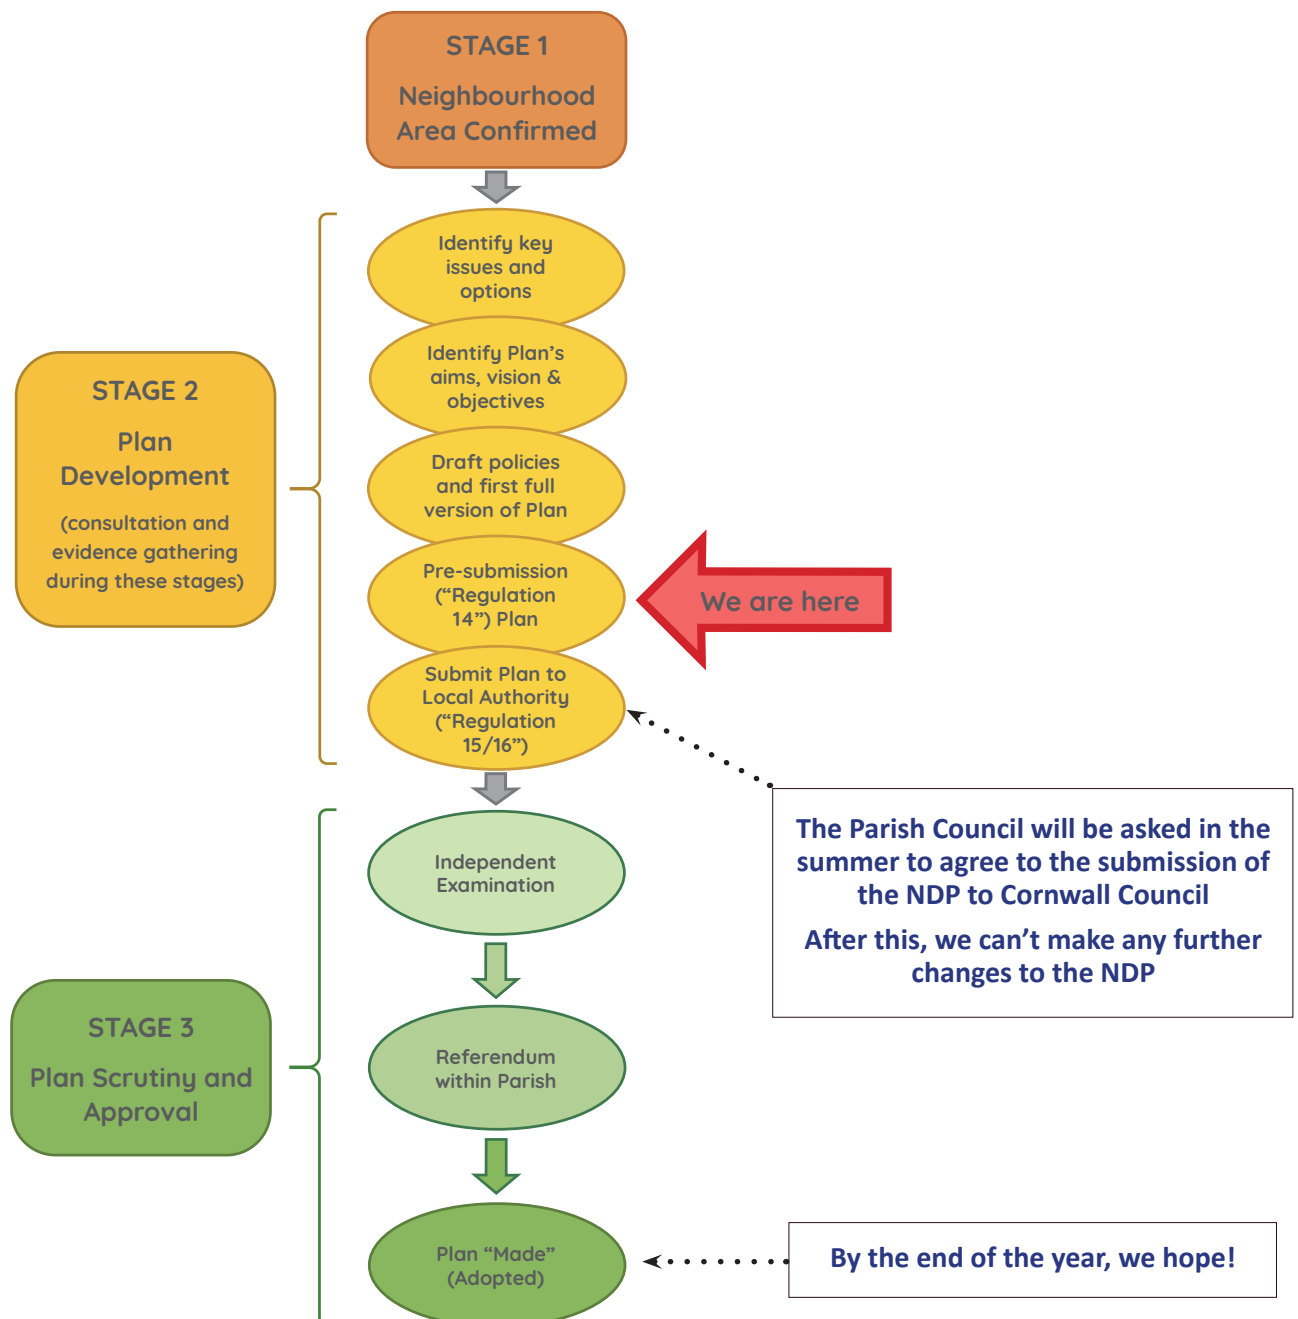 STAGE 1
Neighbourhood
Area Confirmed
Identify key
issues and
options
Identify Plan’s
aims, vision &
objectives
STAGE 2
Plan
Development
(consultation and
evidence gathering
during these stages)
Draft policies
and first full
version of Plan
Pre-submission
(“Regulation
14”) Plan
We are here
Submit Plan to
Local Authority
(“Regulation
15/16”)
The Parish Council will be asked in the
summer to agree to the submission of
the NDP to Cornwall Council
After this, we can’t make any further
changes to the NDP
Independent
Examination
STAGE 3
Plan Scrutiny and
Approval
Referendum
within Parish
Plan “Made”
(Adopted)
By the end of the year, we hope!